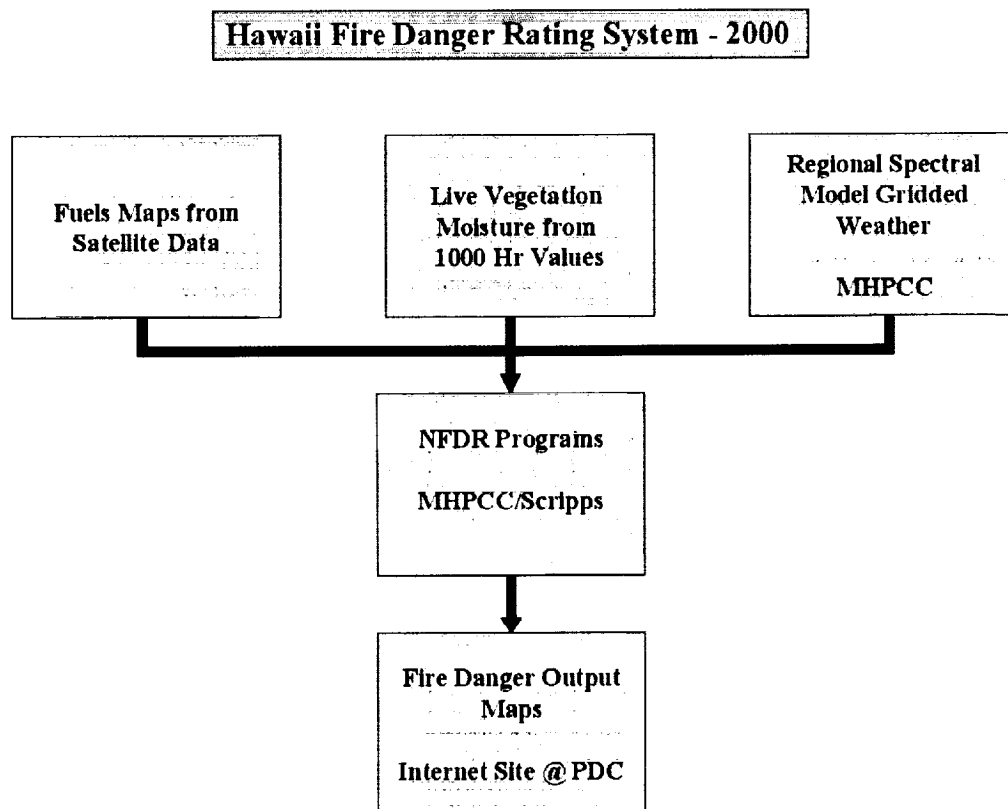 Hawaii Fire Danger Rating System - 2000
Fuels Maps from
Satellite Data
Live Vegetation
Moisture from
1000 Hr Values
Regional Spectral
Model Gridded
Weather
MHPCC
NFDR Programs
MHPCC/Scripps
Fire Danger Output
Maps
Internet Site @ PDC